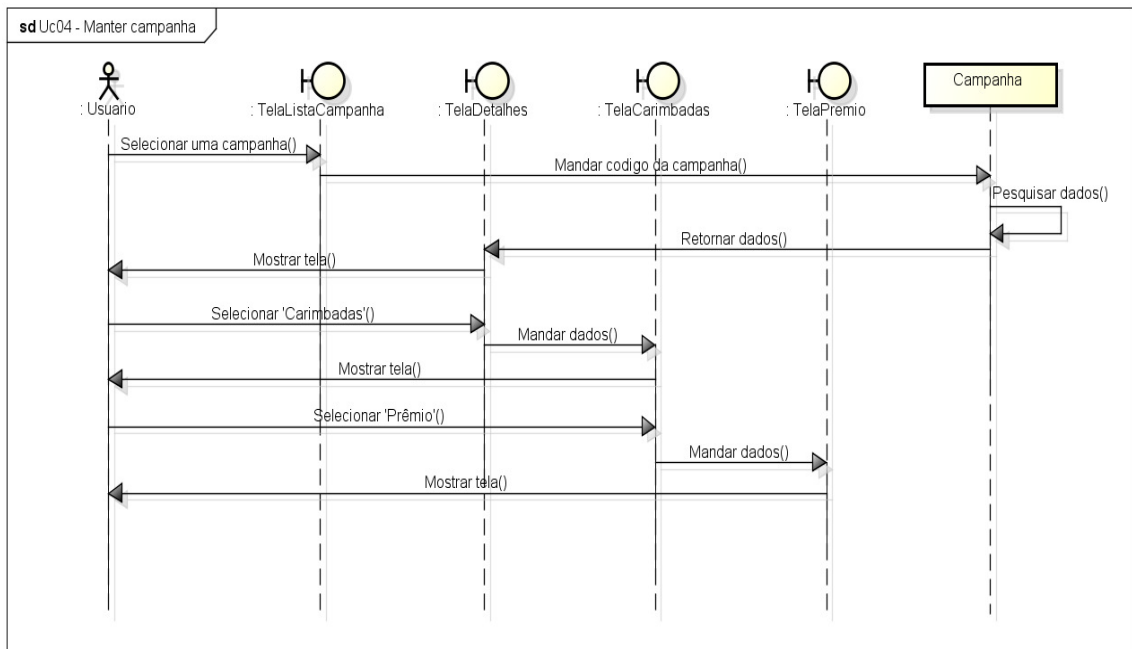 sd Uc04 - Manter campanha
Campanha
: Usuario
: TelaListaCampanha
: TelaDetalhes
: TelaCarimbadas
: TelaPrêmio
Selecionar uma campanha()
Mandar codigo da campanha()
Pesquisar dados()
Retornar dados()
Mostrar tela()
Selecionar 'Carimbadas'()
Mandar dados()
Mostrar tela()
Selecionar 'Prêmio'()
Mandar dados()
Mostrar tela()